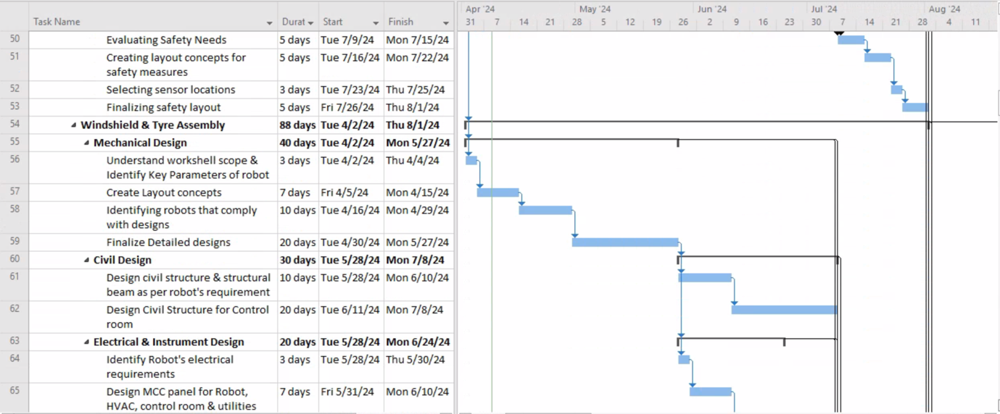 Apr '24 May '24 Jun '24 Jul '24 Aug '24
Task Name Durat Start Finish 31 7 14 21 28 5 12 19 26 2 9 16 23 30 7 14 21 28 4 11
50 Evaluating Safety Needs 5 days Tue 7/9/24 Mon 7/15/24
51 Creating layout concepts for 5 days Tue 7/16/24 Mon 7/22/24
safety measures
52 Selecting sensor locations 3 days Tue 7/23/24 Thu 7/25/24
53 Finalizing safety layout 5 days Fri 7/26/24 Thu 8/1/24
54 Windshield & Tyre Assembly 88 days Tue 4/2/24 Thu 8/1/24
55 Mechanical Design 40 days Tue 4/2/24 Mon 5/27/24
56 Understand workshell scope & 3 days Tue 4/2/24 Thu 4/4/24
Identify Key Parameters of robot
57 Create Layout concepts 7 days Fri 4/5/24 Mon 4/15/24
58 Identifying robots that comply 10 days Tue 4/16/24 Mon 4/29/24
with designs
59 Finalize Detailed designs 20 days Tue 4/30/24 Mon 5/27/24
60 Civil Design 30 days Tue 5/28/24 Mon 7/8/24
61 Design civil structure & structural 10 days Tue 5/28/24 Mon 6/10/24
beam as per robot's requirement
62 Design Civil Structure for Control 20 days Tue 6/11/24 Mon 7/8/24
room
63 Electrical & Instrument Design 20 days Tue 5/28/24 Mon 6/24/24
64 Identify Robot's electrical 3 days Tue 5/28/24 Thu 5/30/24
requirements
65 Design MCC panel for Robot, 7 days Fri 5/31/24 Mon 6/10/24
HVAC, control room & utilities